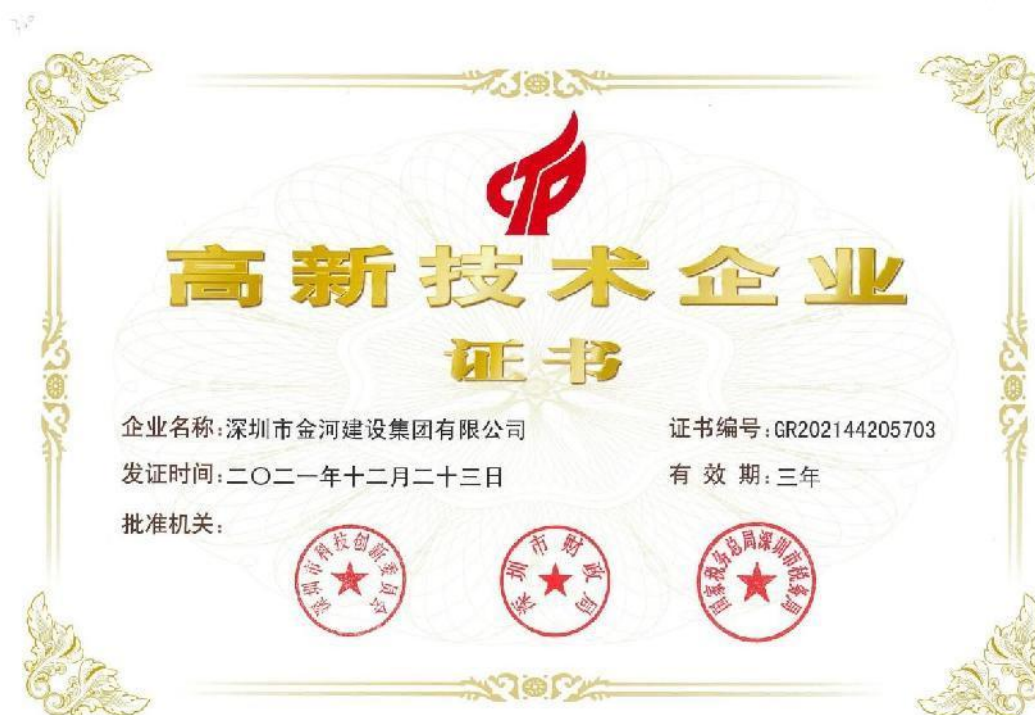 高新技术企业
证书
企业名称:深圳市金河建设集团有限公司
证书编号:GR202144205703
发证时间:二〇二一年十二月二十三日
有效期:三年
批准机关:
深圳市科技创新委员会
深圳市财政局
国家税务总局深圳市税务局